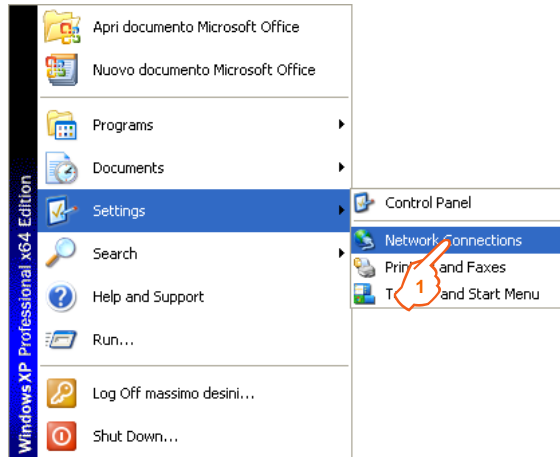 Apri documento Microsoft Office
Nuovo documento Microsoft Office
Programs
Documents
Settings
Search
Help and Support
Run...
Log Off massimo desini...
Shut Down...
Windows XP Professional x64 Edition
Control Panel
Network Connections
and Faxes
and Start Menu
1